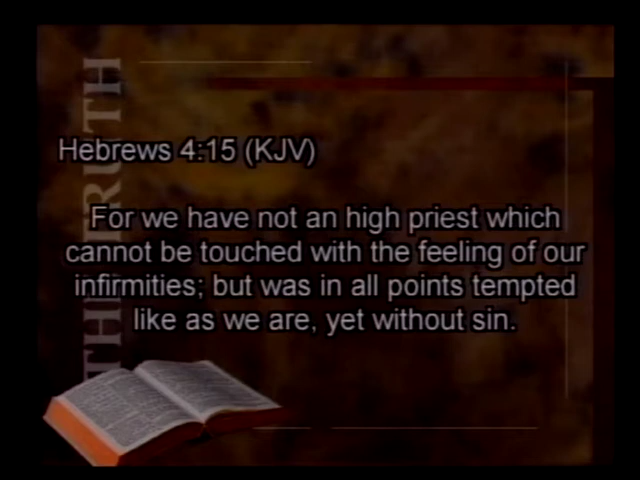 THE TRUTH
Hebrews 4:15 (KJV)
For we have not an high priest which
cannot be touched with the feeling of our
infirmities; but was in all points tempted
like as we are, yet without sin.